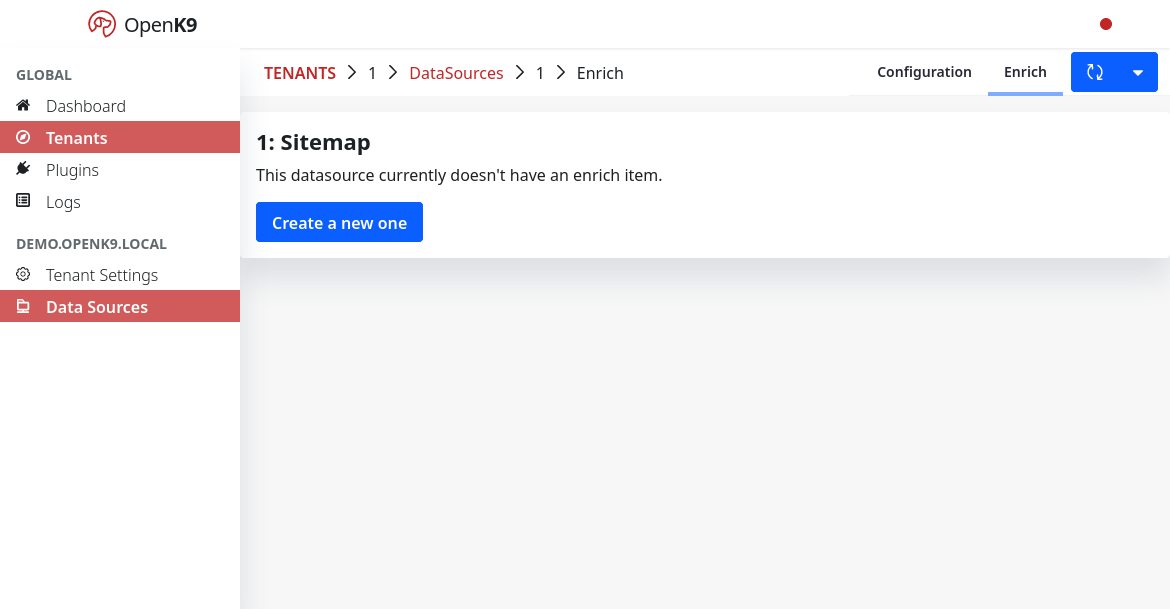 OpenK9
GLOBAL
Dashboard
Tenants
Plugins
Logs
DEMO.OPENK9.LOCAL
Tenant Settings
Data Sources
TENANTS > 1 > DataSources > 1 > Enrich
Configuration
Enrich
1: Sitemap
This datasource currently doesn't have an enrich item.
Create a new one